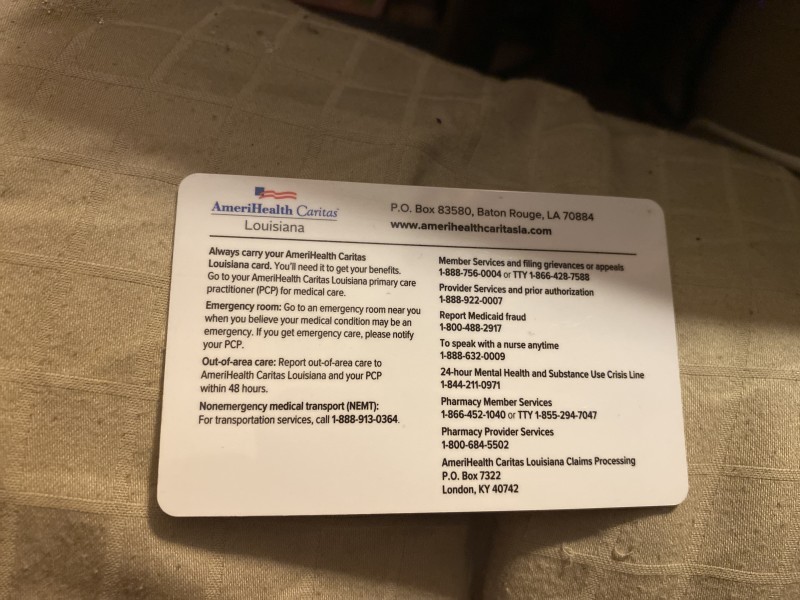 AmeriHealth Caritas
Louisiana
P.O. Box 83580, Baton Rouge, LA 70884
www.amerihealthcaritasla.com
Always carry your AmeriHealth Caritas
Louisiana card. You'll need it to get your benefits.
Go to your AmeriHealth Caritas Louisiana primary care
practitioner (PCP) for medical care.
Emergency room: Go to an emergency room near you
when you believe your medical condition may be an
emergency. If you get emergency care, please notify
your PCP.
Out-of-area care: Report out-of-area care to
AmeriHealth Caritas Louisiana and your PCP
within 48 hours.
Nonemergency medical transport (NEMT):
For transportation services, call 1-888-913-0364.
Member Services and filing grievances or appeals
1-888-756-0004 or TTY 1-866-428-7588
Provider Services and prior authorization
1-888-922-0007
Report Medicaid fraud
1-800-488-2917
To speak with a nurse anytime
1-888-632-0009
24-hour Mental Health and Substance Use Crisis Line
1-844-211-0971
Pharmacy Member Services
1-866-452-1040 or TTY 1-855-294-7047
Pharmacy Provider Services
1-800-684-5502
AmeriHealth Caritas Louisiana Claims Processing
P.O. Box 7322
London, KY 40742